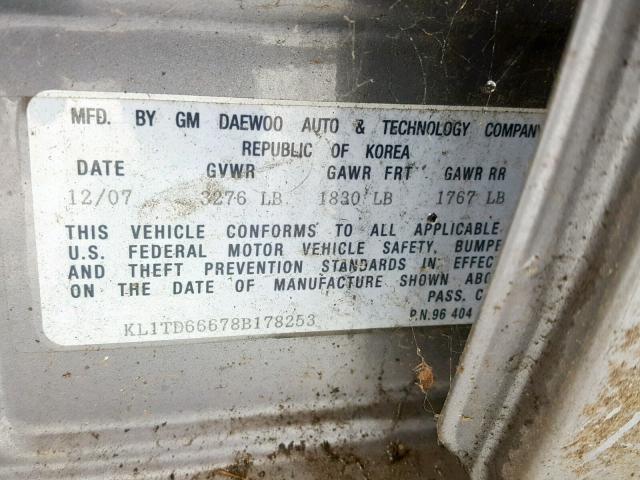 MFD. BY GM DAEWOO AUTO & TECHNOLOGY COMPANY
REPUBLIC OF KOREA
DATE GVWR GAWR FRT GAWR RR
12/07 3276 LB 1830 LB 1767 LB
THIS VEHICLE CONFORMS TO ALL APPLICABLE
U.S. FEDERAL MOTOR VEHICLE SAFETY, BUMPE
AND THEFT PREVENTION STANDARDS IN EFFEC
ON THE DATE OF MANUFACTURE SHOWN ABO
PASS. C
KL1TD66678B178253 P.N.96 404